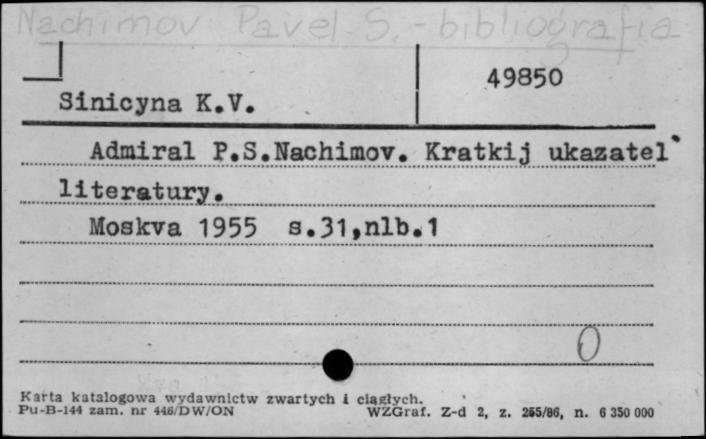 Nachimov Pavel S. - bibliografia
49850
Sinicyna K.V.
Admiral P.S.Nachimov. Kratkij ukazatel`
literatury.
Moskva 1955 s.31,nlb.1
0
Karta katalogowa wydawnictw zwartych i ciągłych.
Pu-B-144 zam. nr 446/DW/ON WZGraf. Z-d 2, z. 255/86, n. 6 350 000